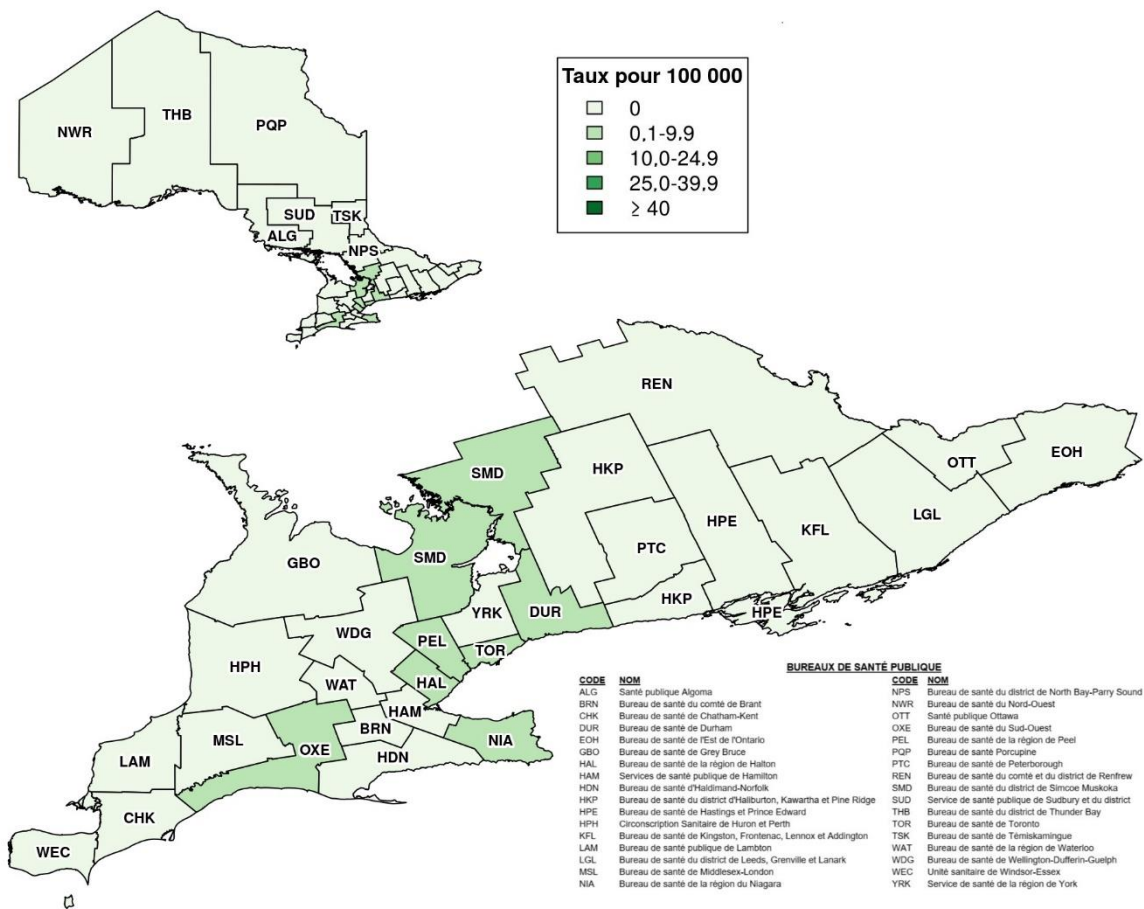 Taux pour 100 000
0
0,1-9,9
10,0-24,9
25,0-39,9
≥ 40
NWR
THB
PQP
SUD
TSK
ALG
NPS
REN
SMD
HKP
OTT
EOH
HPE
KFL
LGL
GBO
SMD
PTC
YRK
DUR
HKP
HPE
WDG
PEL
TOR
HPH
WAT
HAL
HAM
MSL
OXE
BRN
NIA
LAM
HDN
CHK
WEC
BUREAUX DE SANTÉ PUBLIQUE
CODE NOM
ALG Santé publique Algoma
BRN Bureau de santé du comté de Brant
CHK Bureau de santé de Chatham-Kent
DUR Bureau de santé de Durham
EOH Bureau de santé de l'Est de l'Ontario
GBO Bureau de santé de Grey Bruce
HAL Bureau de santé de la région de Halton
HAM Services de santé publique de Hamilton
HDN Bureau de santé d'Haldimand-Norfolk
HKP Bureau de santé du district d'Haliburton, Kawartha et Pine Ridge
HPE Bureau de santé de Hastings et Prince Edward
HPH Circonscription Sanitaire de Huron et Perth
KFL Bureau de santé de Kingston, Frontenac, Lennox et Addington
LAM Bureau de santé publique de Lambton
LGL Bureau de santé du district de Leeds, Grenville et Lanark
MSL Bureau de santé de Middlesex-London
NIA Bureau de santé de la région du Niagara
CODE NOM
NPS Bureau de santé du district de North Bay-Parry Sound
NWR Bureau de santé du Nord-Ouest
OTT Santé publique Ottawa
OXE Bureau de santé du Sud-Ouest
PEL Bureau de santé de la région de Peel
PQP Bureau de santé Porcupine
PTC Bureau de santé de Peterborough
REN Bureau de santé du comté et du district de Renfrew
SMD Bureau de santé du district de Simcoe Muskoka
SUD Service de santé publique de Sudbury et du district
THB Bureau de santé du district de Thunder Bay
TOR Bureau de santé de Toronto
TSK Bureau de santé de Témiskamingue
WAT Bureau de santé de la région de Waterloo
WDG Bureau de santé de Wellington-Dufferin-Guelph
WEC Unité sanitaire de Windsor-Essex
YRK Service de santé de la région de York